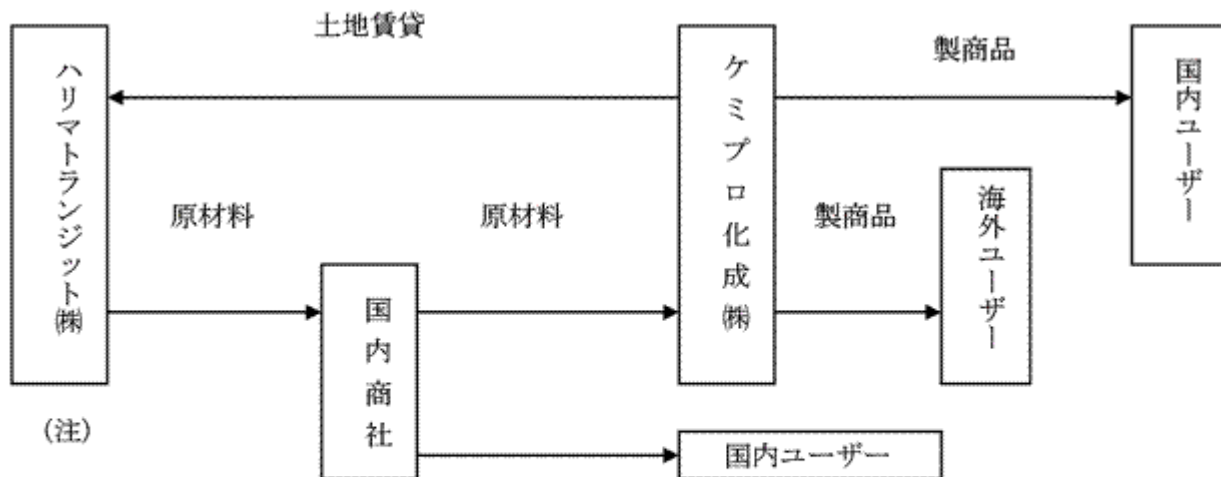 土地賃貸
ハリマトランジット㈱
ケミプロ化成㈱
製商品
国内ユーザー
原材料
原材料
製商品
海外ユーザー
国内商社
(注)
国内ユーザー